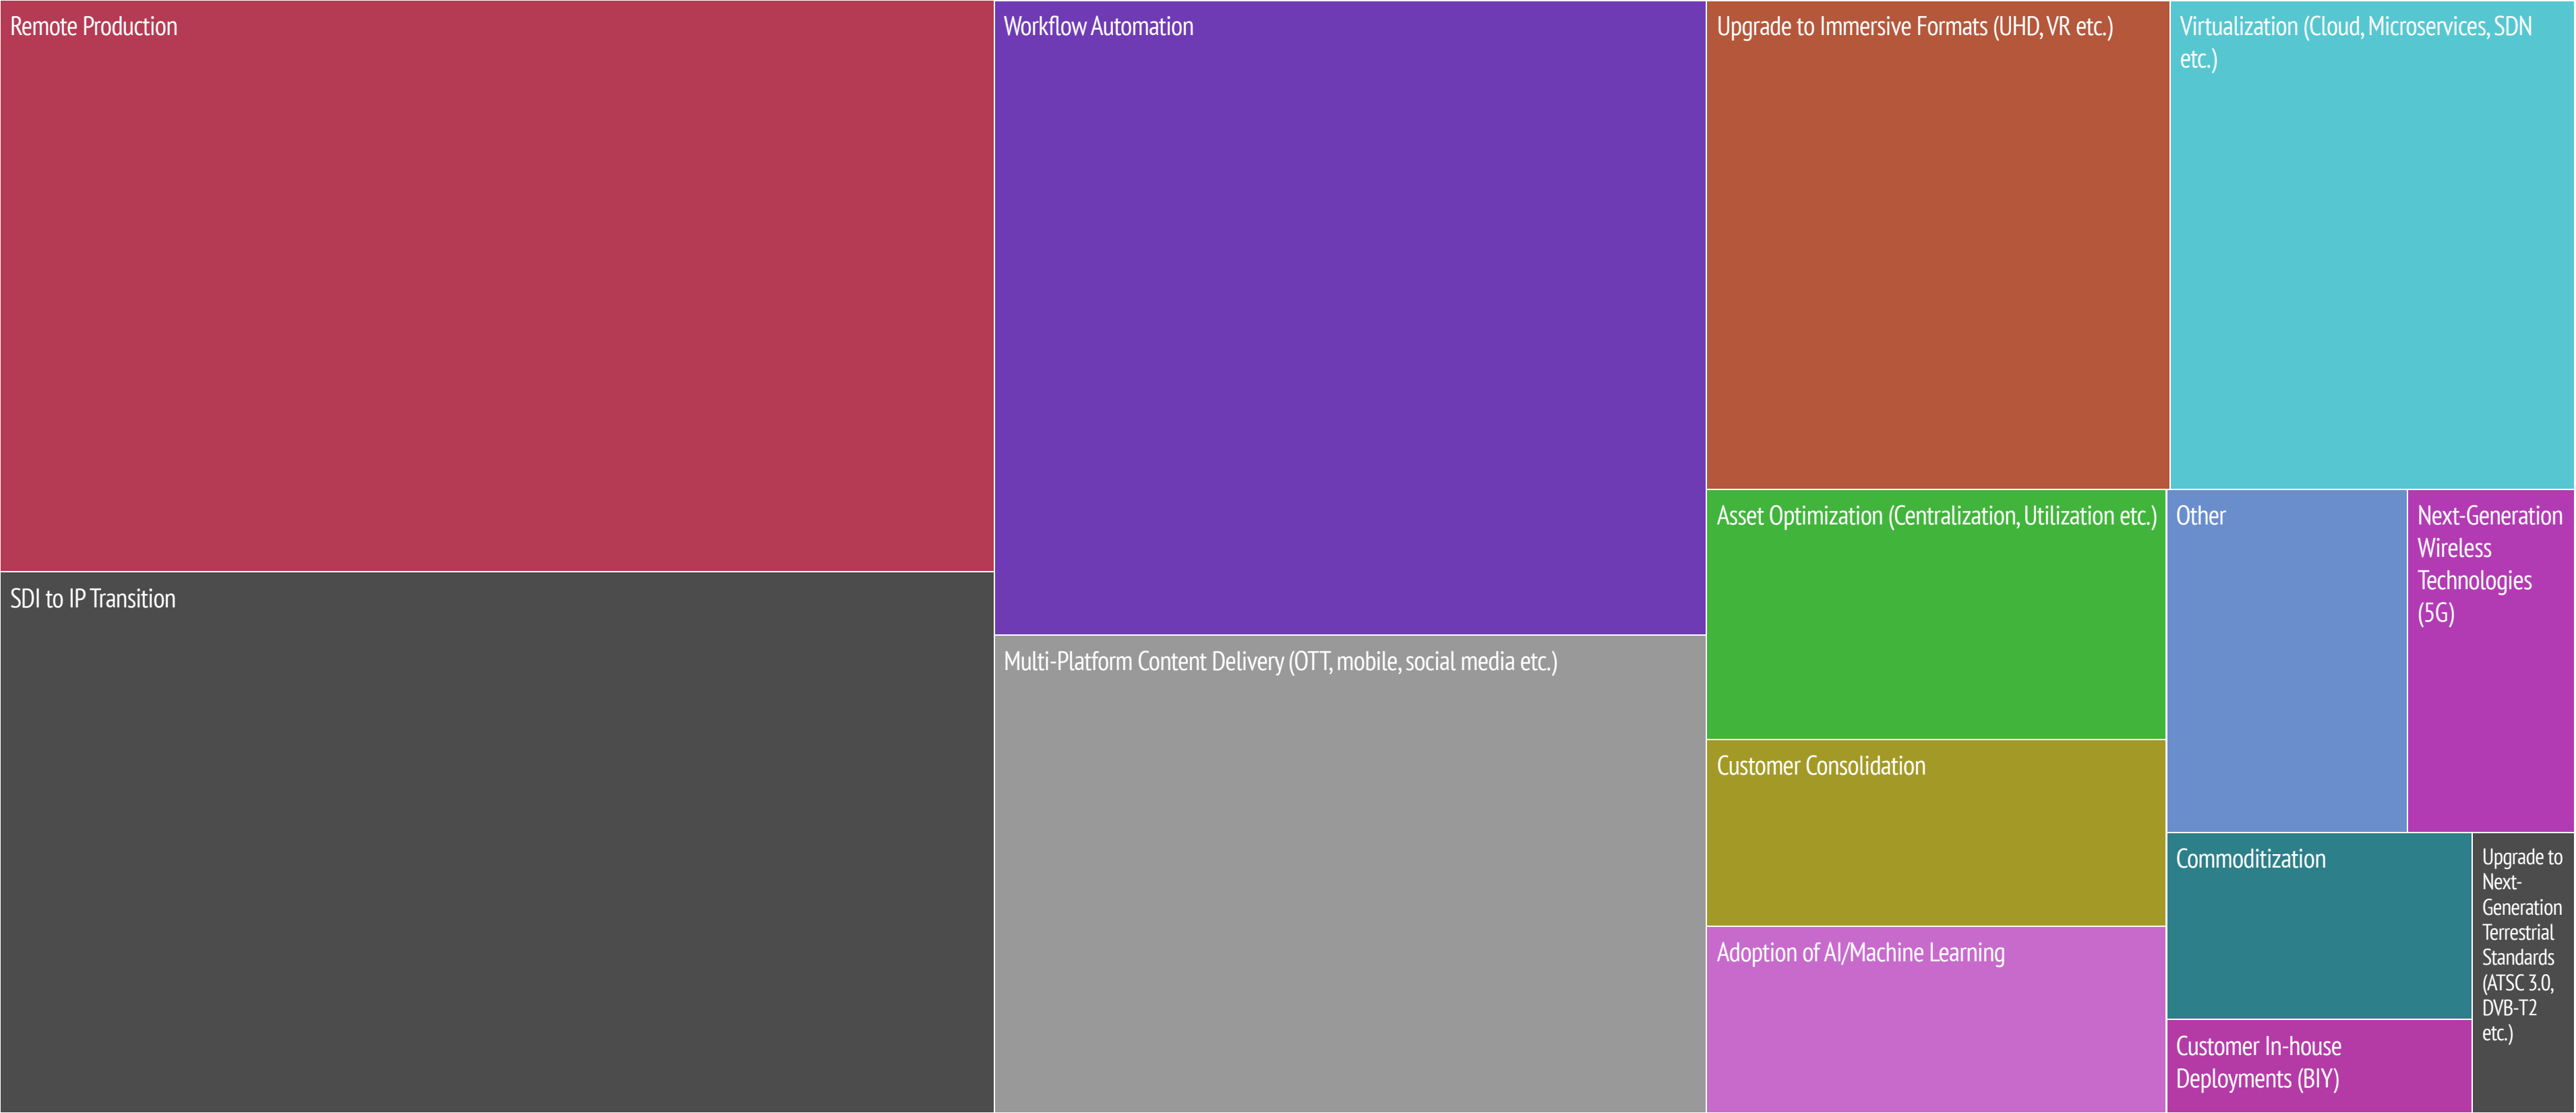 Remote Production
SDI to IP Transition
Workflow Automation
Multi-Platform Content Delivery (OTT, mobile, social media etc.)
Upgrade to Immersive Formats (UHD, VR etc.)
Virtualization (Cloud, Microservices, SDN
etc.)
Asset Optimization (Centralization, Utilization etc.)
Customer Consolidation
Adoption of AI/Machine Learning
Other
Next-Generation
Wireless
Technologies
(5G)
Commoditization
Customer In-house
Deployments (BIY)
Upgrade to
Next-
Generation
Terrestrial
Standards
(ATSC 3.0,
DVB-T2
etc.)